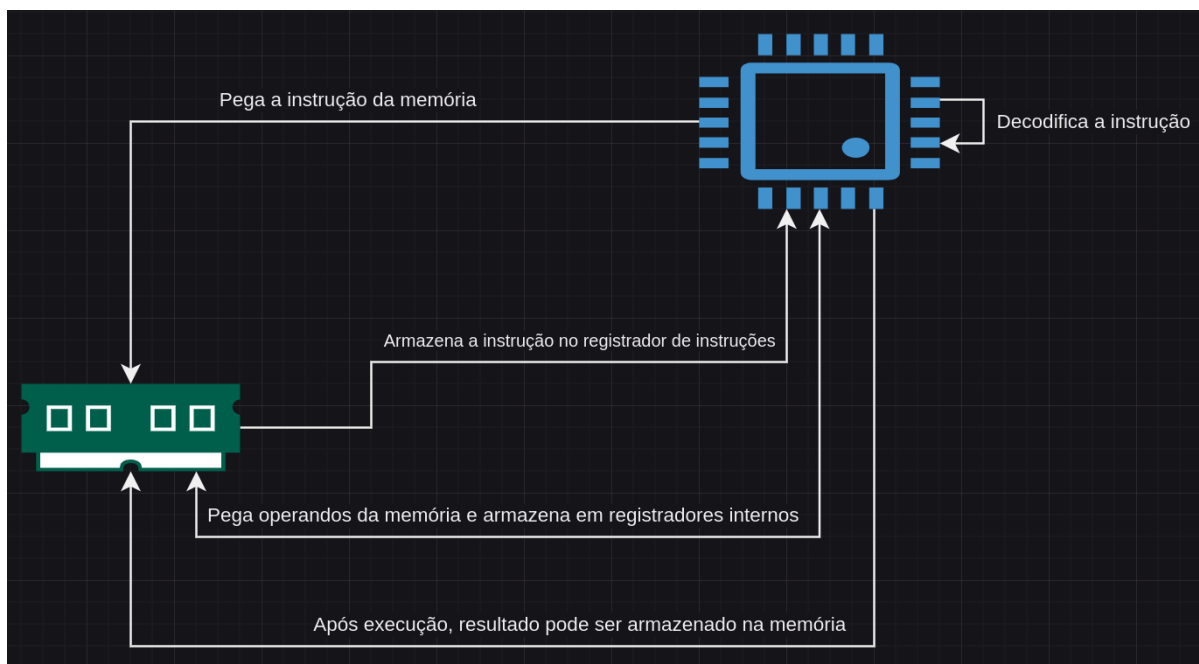 Pega a instrução da memória
Decodifica a instrução
Armazena a instrução no registrador de instruções
Pega operandos da memória e armazena em registradores internos
Após execução, resultado pode ser armazenado na memória